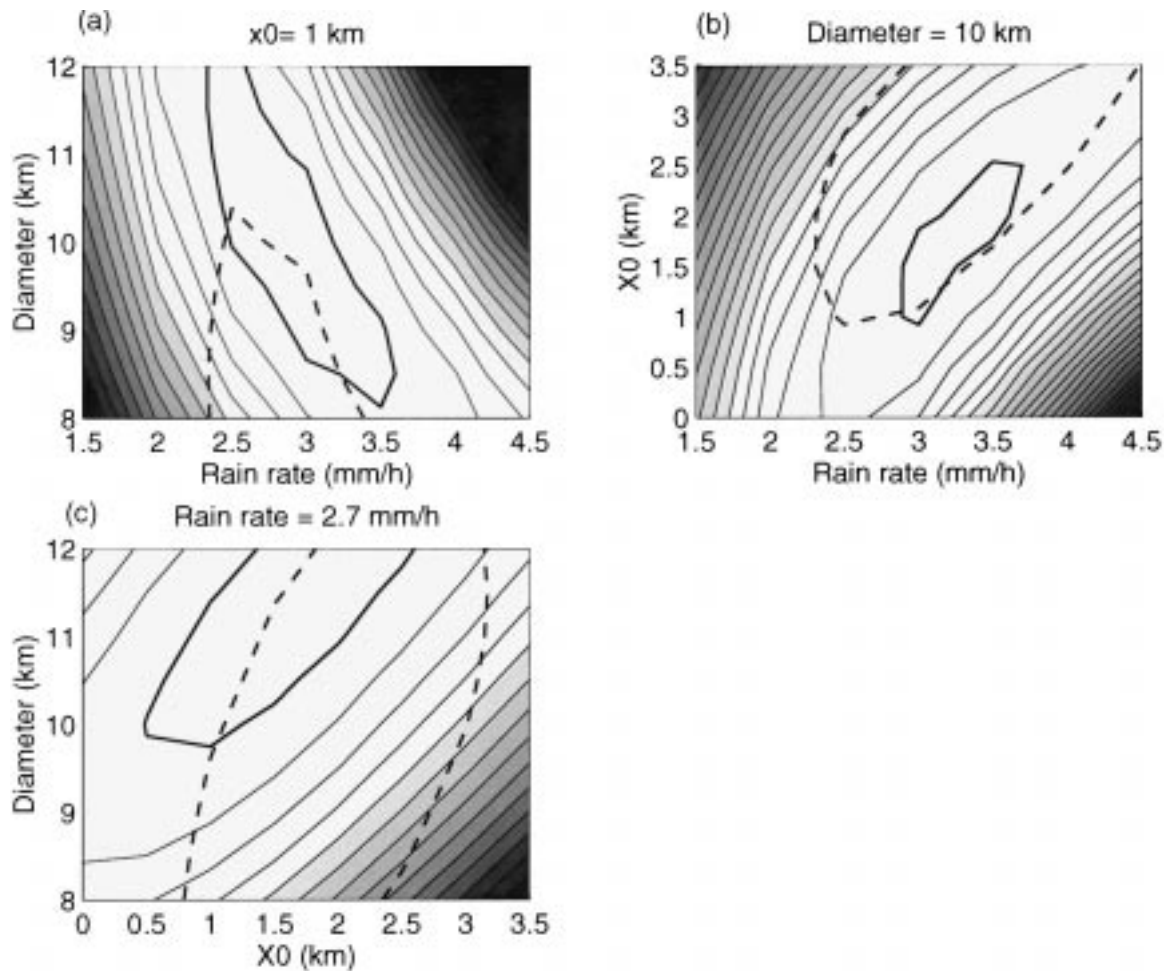 (a)
x0= 1 km
12
11
10
9
8
Diameter (km)
1.5 2 2.5 3 3.5 4 4.5
Rain rate (mm/h)
(b)
Diameter = 10 km
3.5
3
2.5
2
1.5
1
0.5
0
X0 (km)
1.5 2 2.5 3 3.5 4 4.5
Rain rate (mm/h)
(c)
Rain rate = 2.7 mm/h
12
11
10
9
8
Diameter (km)
0 0.5 1 1.5 2 2.5 3 3.5
X0 (km)